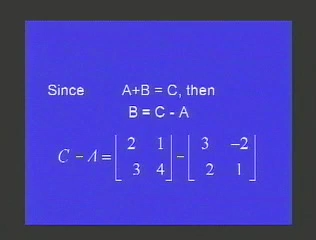 Since A+B = C, then
B = C - A
C - A = [2 1; 3 4] - [3 -2; 2 1]